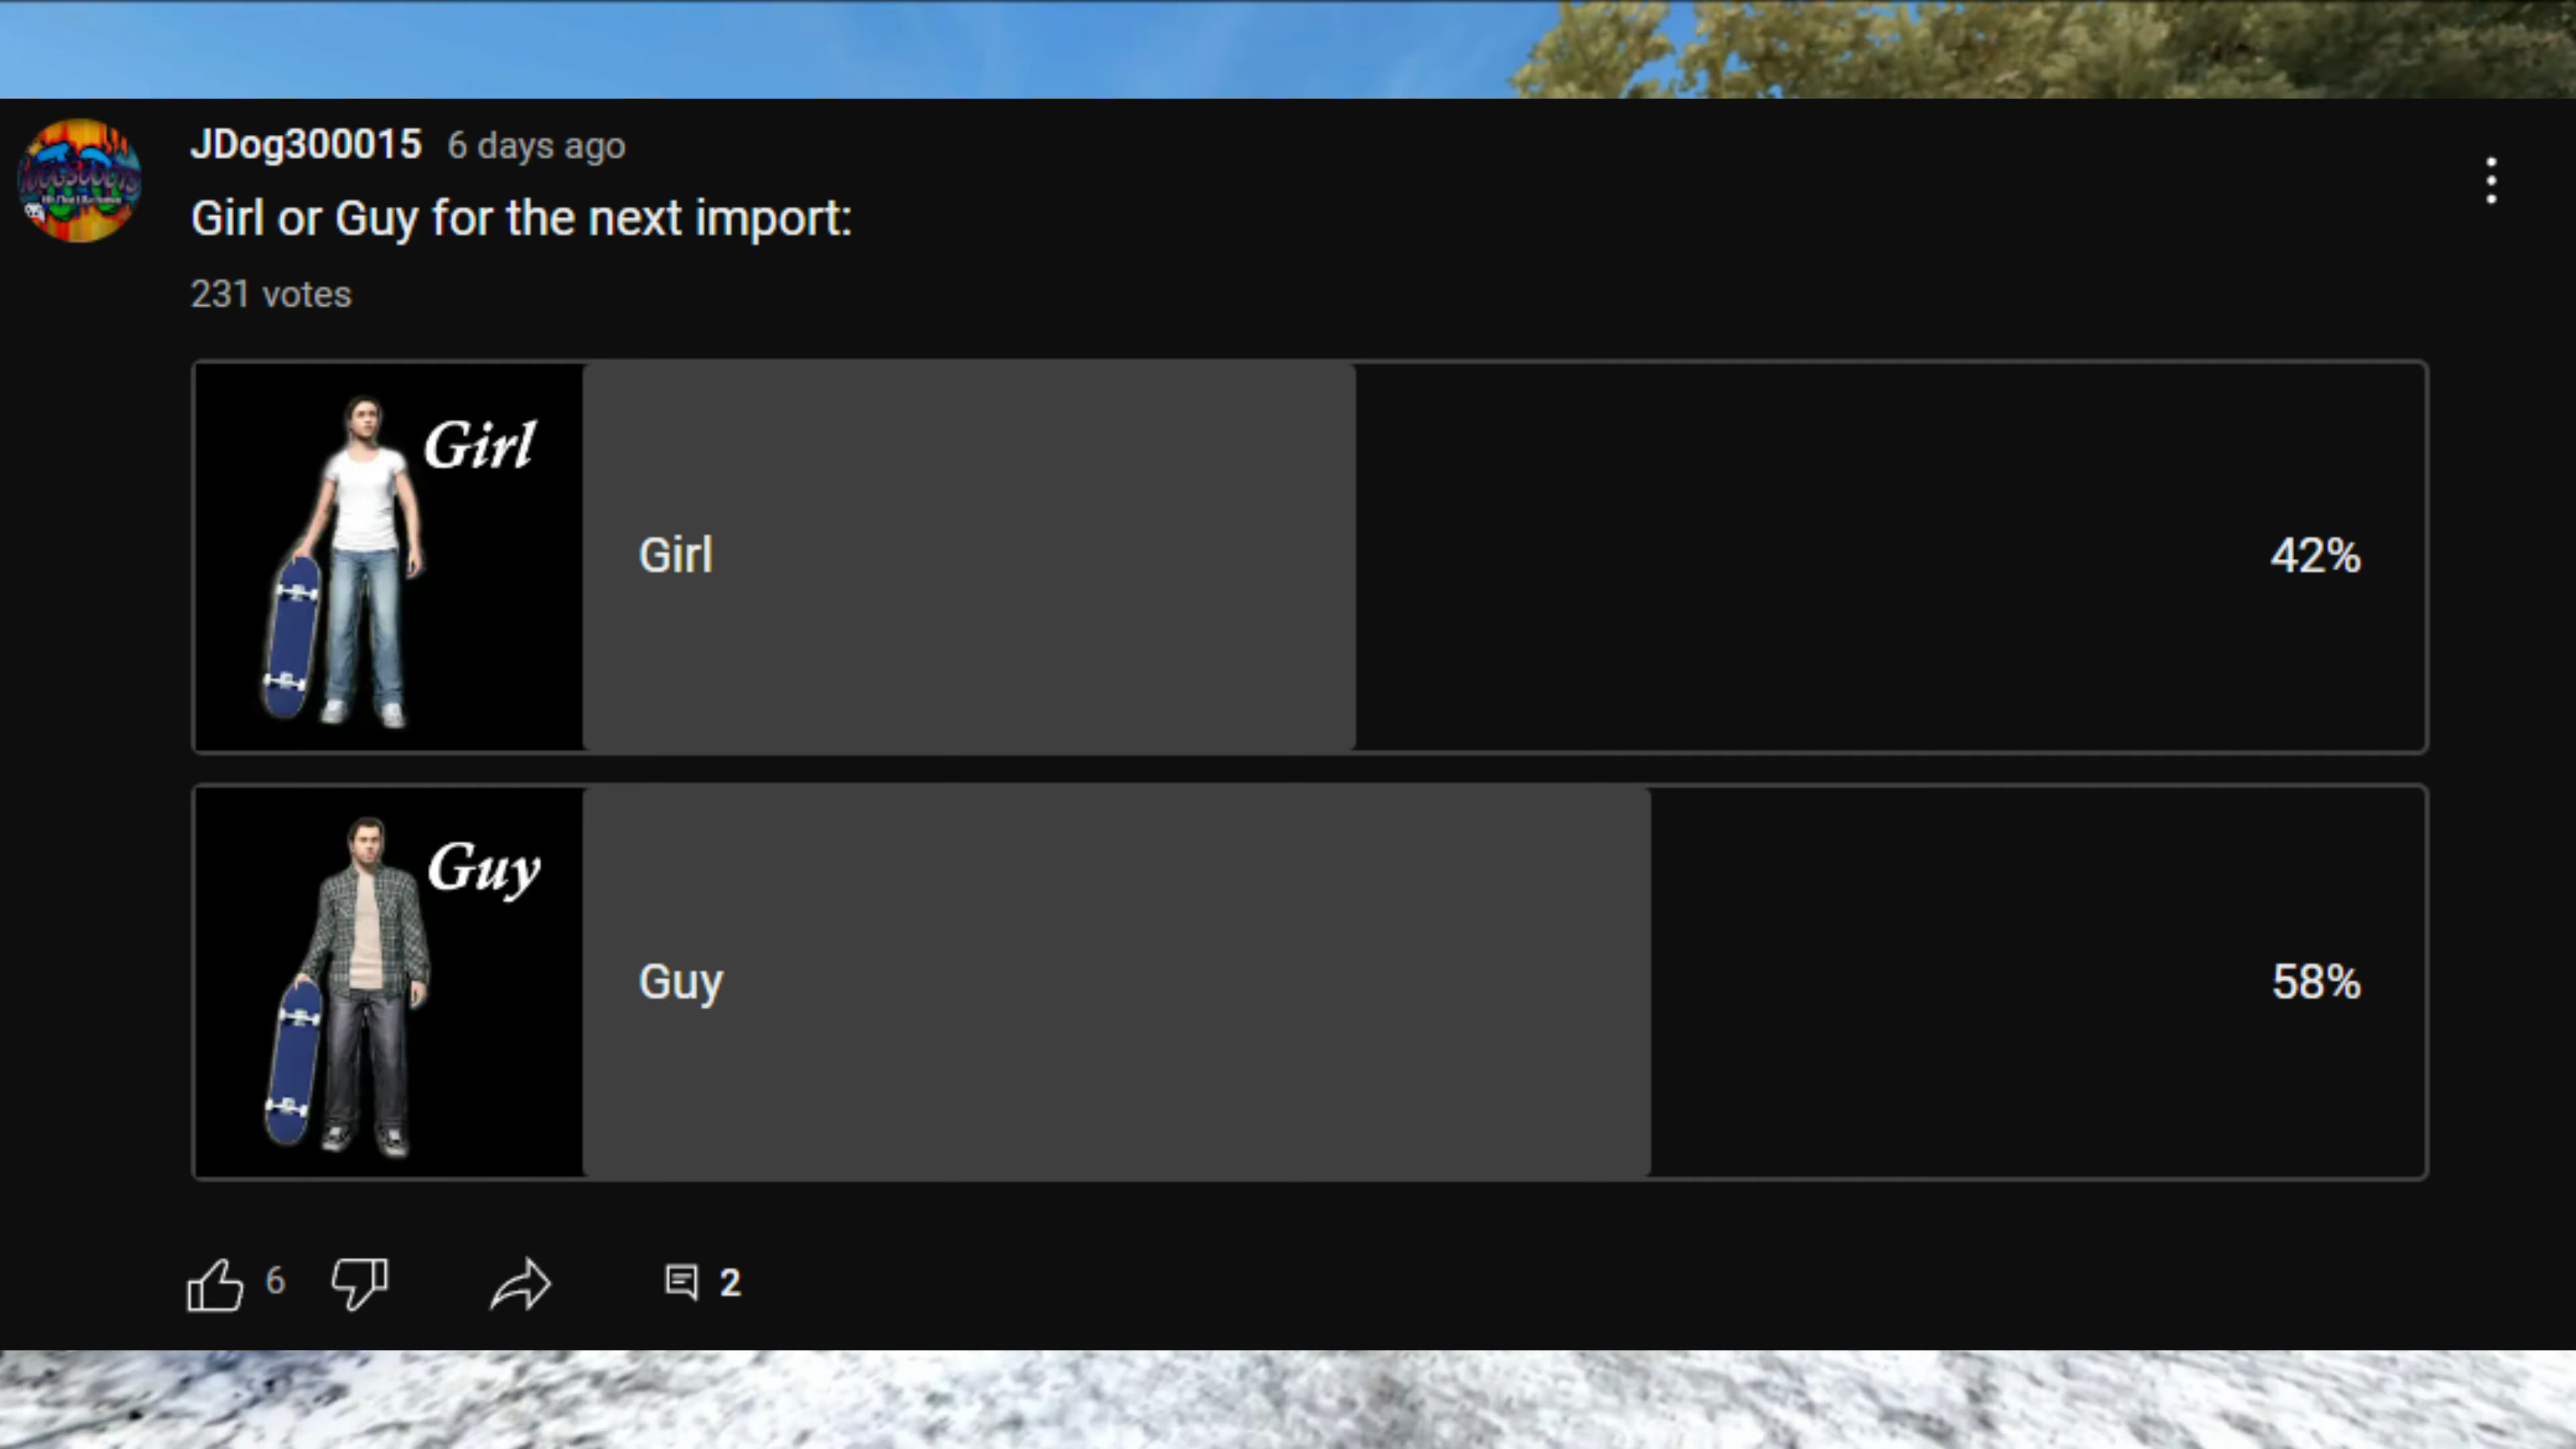 JDog300015 6 days ago
Girl or Guy for the next import:
231 votes
Girl
Girl
42%
Guy
Guy
58%
6
2